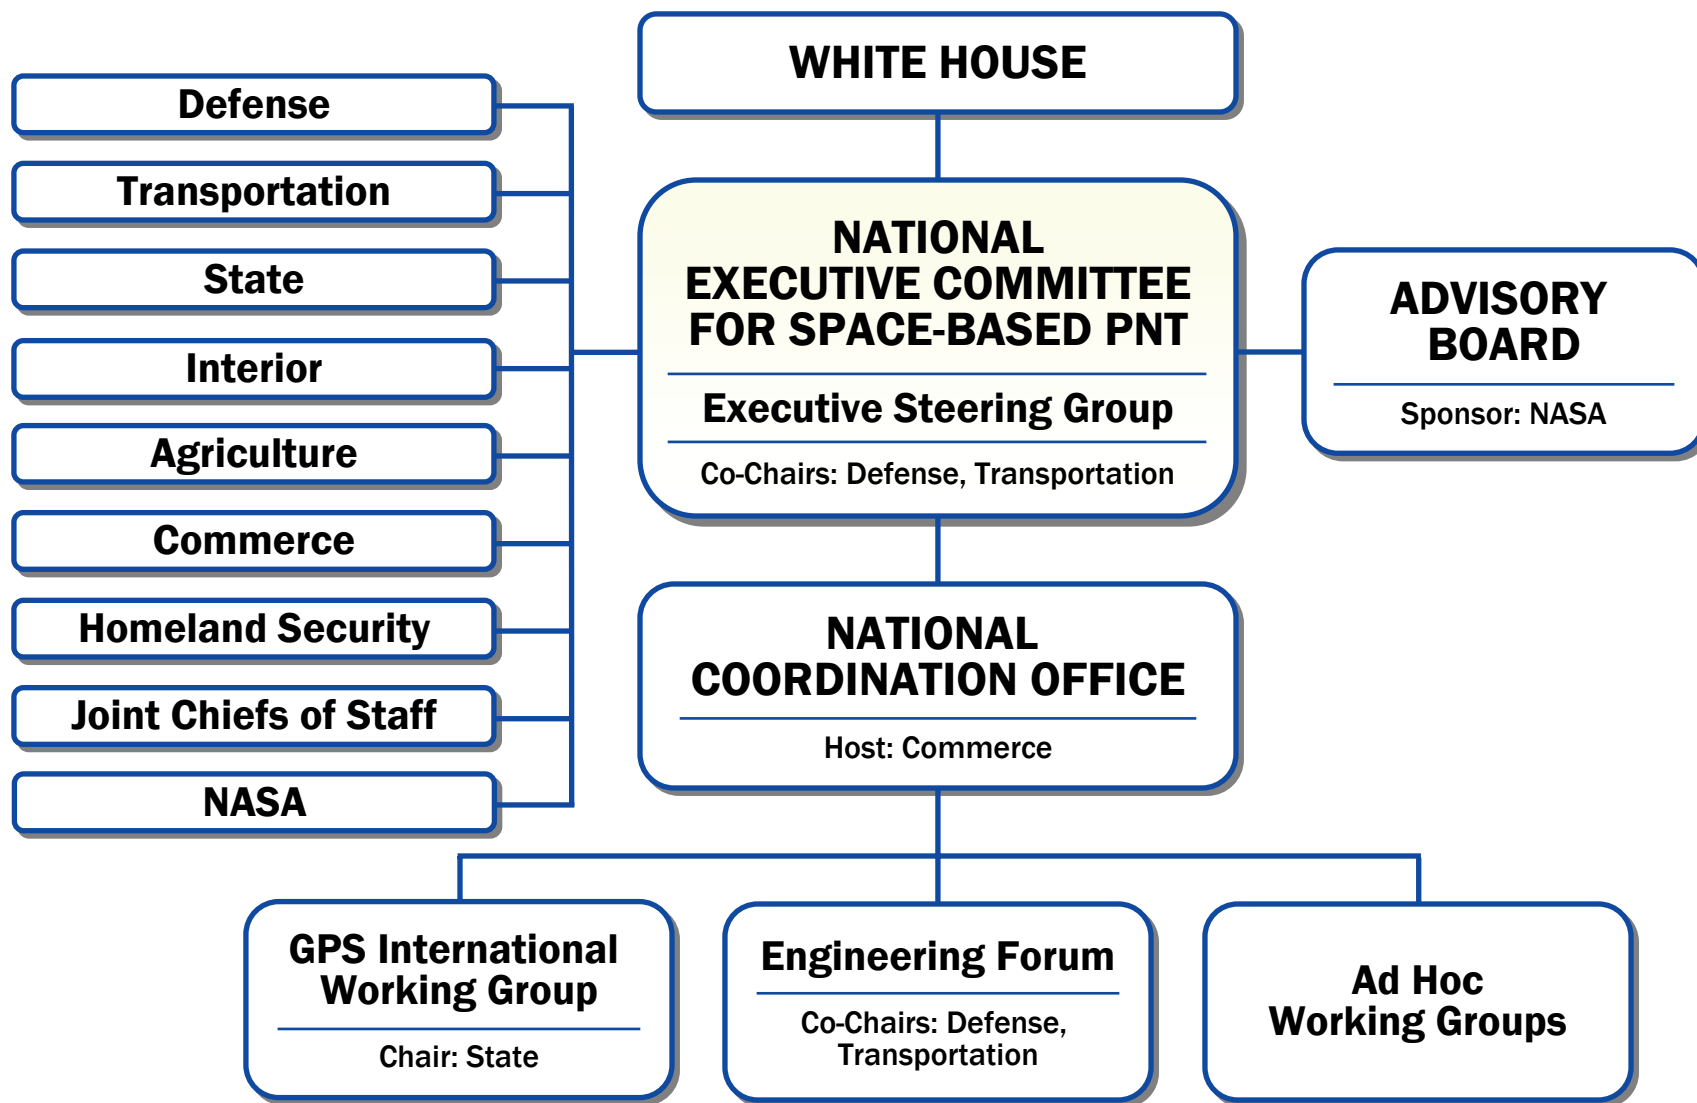 WHITE HOUSE
Defense
Transportation
State
Interior
Agriculture
Commerce
Homeland Security
Joint Chiefs of Staff
NASA
NATIONAL
EXECUTIVE COMMITTEE
FOR SPACE-BASED PNT
Executive Steering Group
Co-Chairs: Defense, Transportation
ADVISORY
BOARD
Sponsor: NASA
NATIONAL
COORDINATION OFFICE
Host: Commerce
GPS International
Working Group
Chair: State
Engineering Forum
Co-Chairs: Defense,
Transportation
Ad Hoc
Working Groups